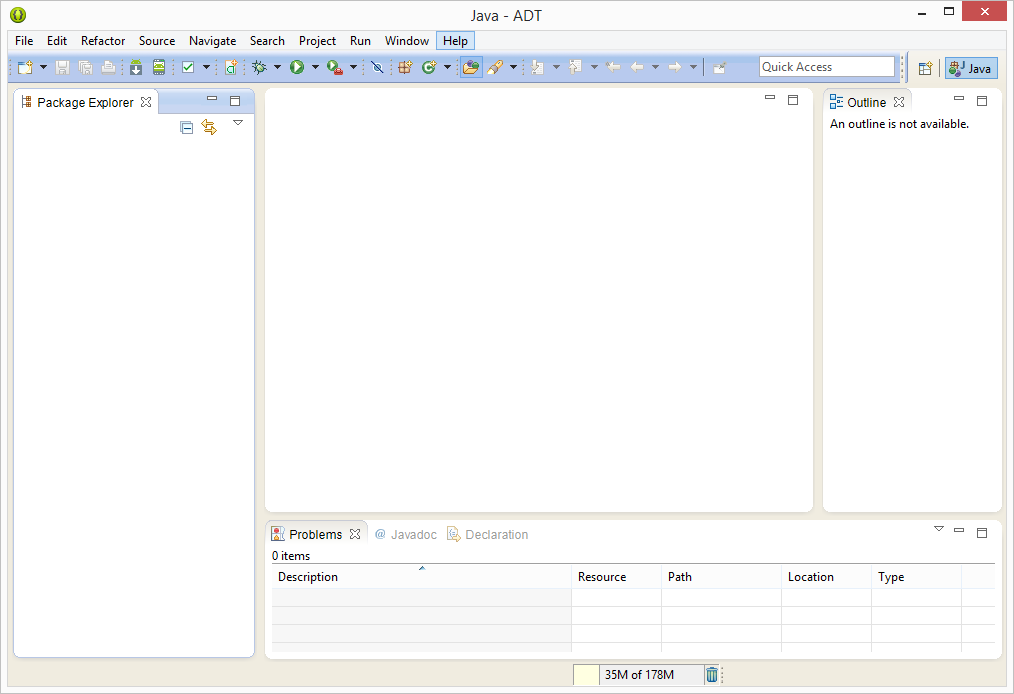 Java - ADT
File Edit Refactor Source Navigate Search Project Run Window Help
Quick Access Java
Package Explorer
Outline
An outline is not available.
Problems @ Javadoc Declaration
0 items
Description Resource Path Location Type
35M of 178M